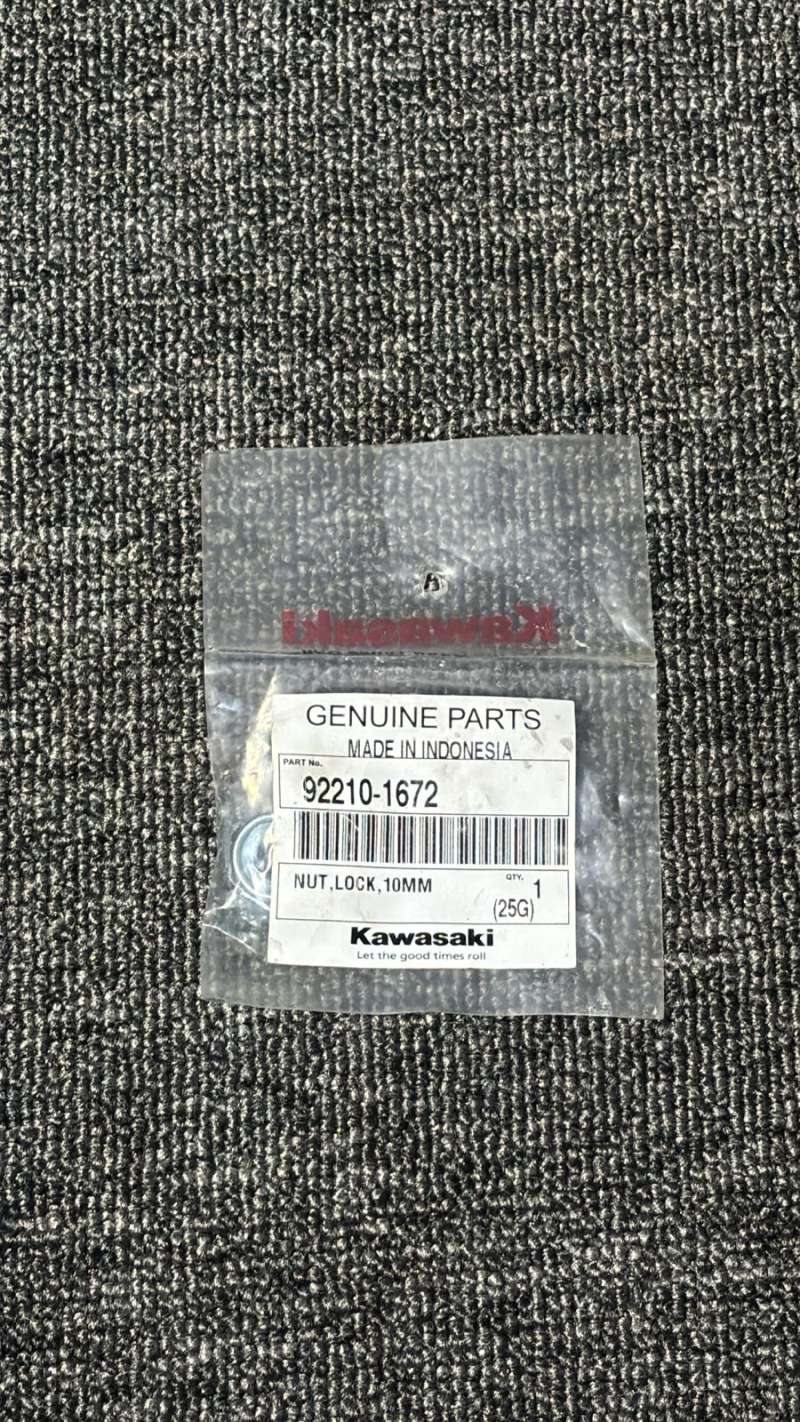 Kawasaki
GENUINE PARTS
MADE IN INDONESIA
PART No.
92210-1672
NUT,LOCK,10MM
QTY. 1
(25G)
Kawasaki
Let the good times roll